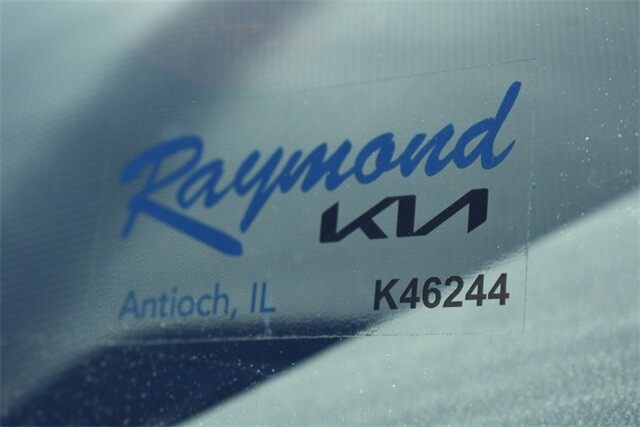 Raymond
KIA
Antioch, IL K46244